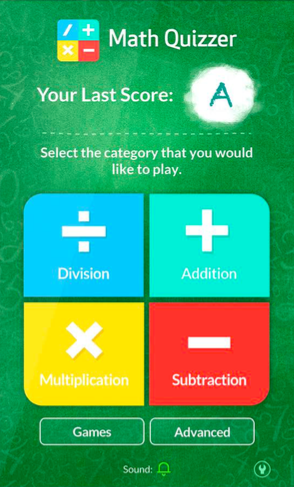 Math Quizzer
Your Last Score: A
Select the category that you would
like to play.
÷ +
Division Addition
× −
Multiplication Subtraction
Games Advanced
Sound: